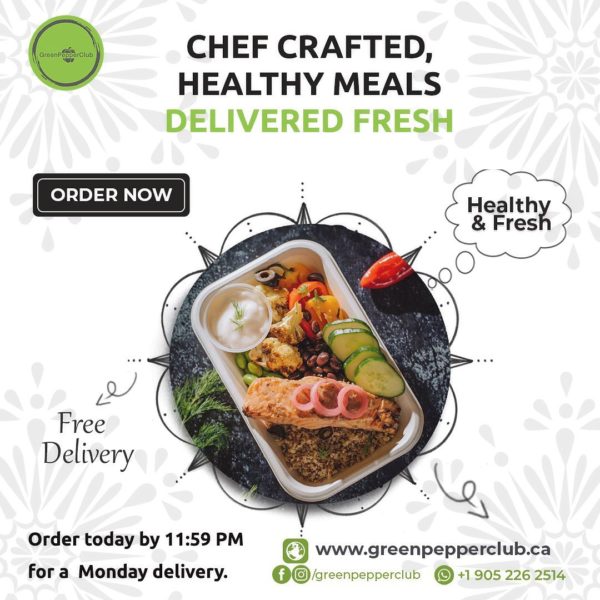 GreenPepperClub
CHEF CRAFTED,
HEALTHY MEALS
DELIVERED FRESH
ORDER NOW
Healthy
& Fresh
Free
Delivery
Order today by 11:59 PM
for a Monday delivery.
www.greenpepperclub.ca
/greenpepperclub +1 905 226 2514